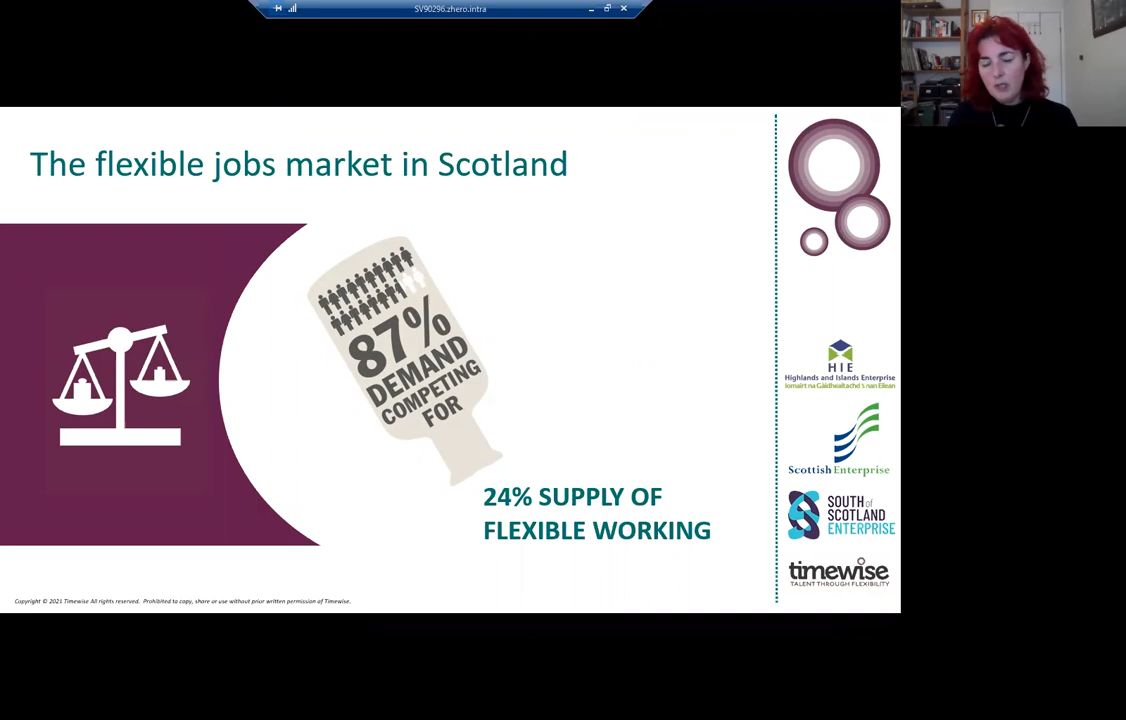 SV90296.zhero.intra
The flexible jobs market in Scotland
87%
DEMAND
COMPETING
FOR
24% SUPPLY OF
FLEXIBLE WORKING
HIE
Highlands and Islands Enterprise
Iomairt na Gàidhealtachd 's nan Eilean
Scottish Enterprise
SOUTH of
SCOTLAND
ENTERPRISE
timewise
TALENT THROUGH FLEXIBILITY
Copyright © 2021 Timewise All rights reserved. Prohibited to copy, share or use without prior written permission of Timewise.